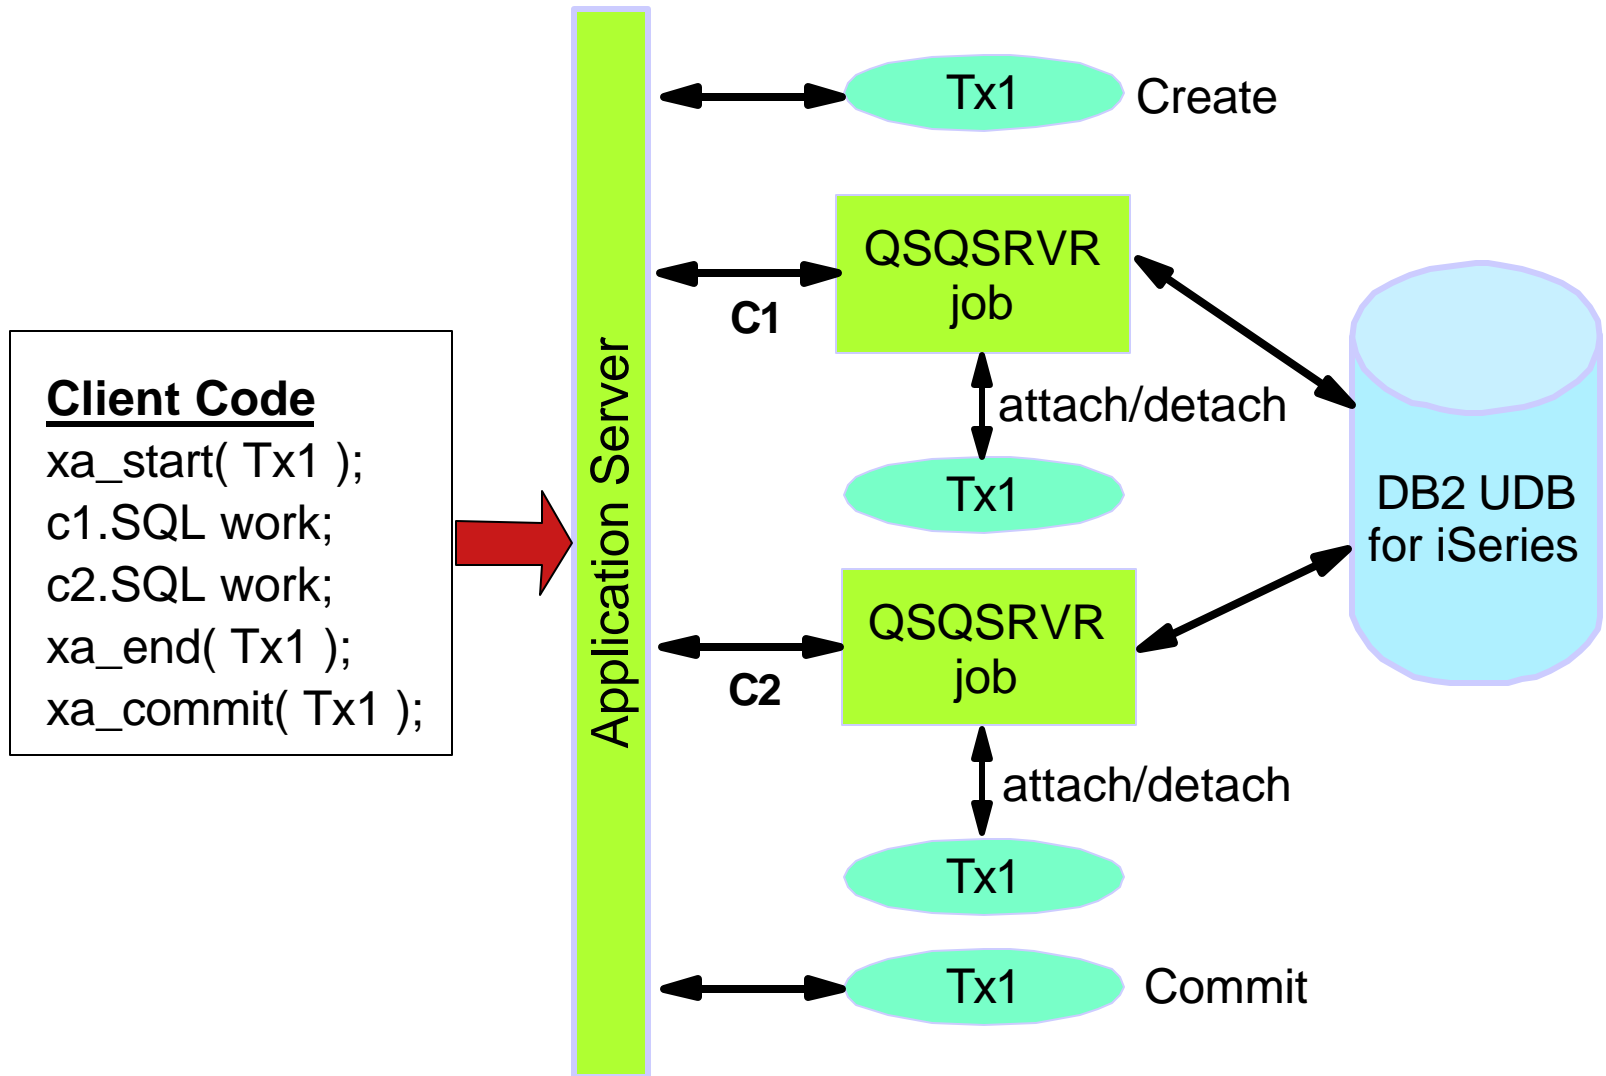 Client Code
xa_start( Tx1 );
c1.SQL work;
c2.SQL work;
xa_end( Tx1 );
xa_commit( Tx1 );
Application Server
Tx1
Create
C1
QSQSRVR
job
attach/detach
Tx1
C2
QSQSRVR
job
attach/detach
Tx1
Tx1
Commit
DB2 UDB
for iSeries